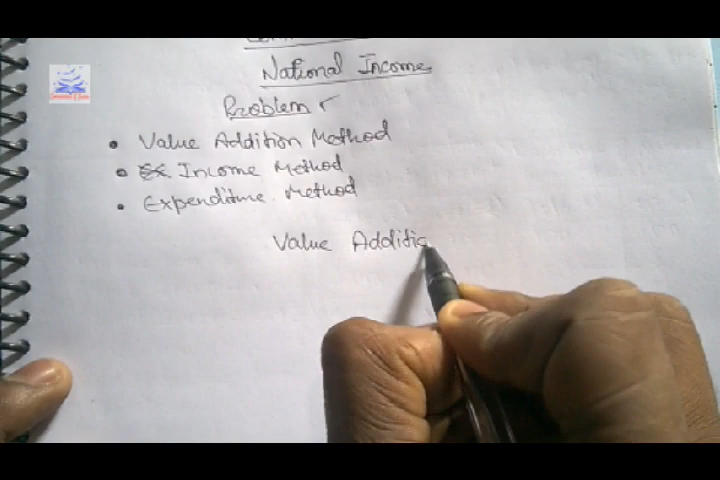 National Income
Problem
• Value Addition Method
• Income Method
• Expenditure Method
Value Additio